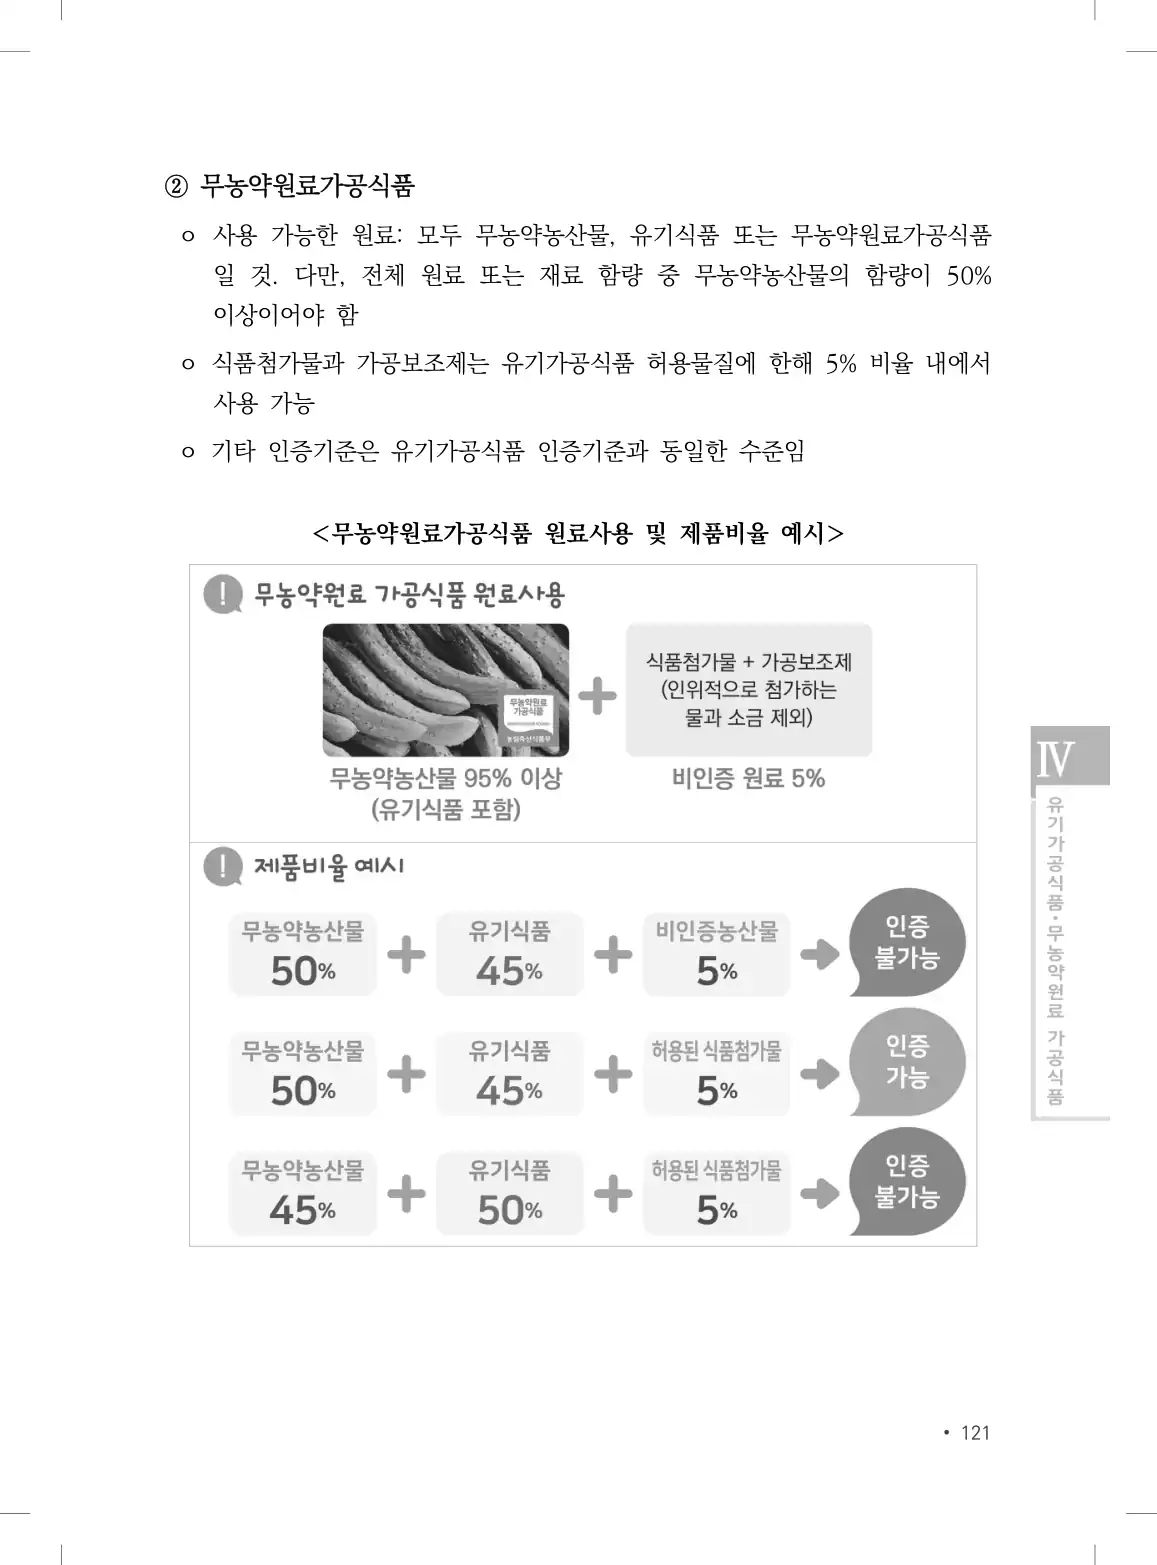 ② 무농약원료가공식품
ㅇ 사용 가능한 원료: 모두 무농약농산물, 유기식품 또는 무농약원료가공식품
일 것. 다만, 전체 원료 또는 재료 함량 중 무농약농산물의 함량이 50%
이상이어야 함
ㅇ 식품첨가물과 가공보조제는 유기가공식품 허용물질에 한해 5% 비율 내에서
사용 가능
ㅇ 기타 인증기준은 유기가공식품 인증기준과 동일한 수준임
<무농약원료가공식품 원료사용 및 제품비율 예시>
! 무농약원료 가공식품 원료사용
무농약원료
가공식품
농림축산식품부
무농약농산물 95% 이상
(유기식품 포함)
+
식품첨가물 + 가공보조제
(인위적으로 첨가하는
물과 소금 제외)
비인증 원료 5%
! 제품비율 예시
무농약농산물 50% + 유기식품 45% + 비인증농산물 5% → 인증 불가능
무농약농산물 50% + 유기식품 45% + 허용된 식품첨가물 5% → 인증 가능
무농약농산물 45% + 유기식품 50% + 허용된 식품첨가물 5% → 인증 불가능
Ⅳ
유기가공식품·무농약원료 가공식품
• 121